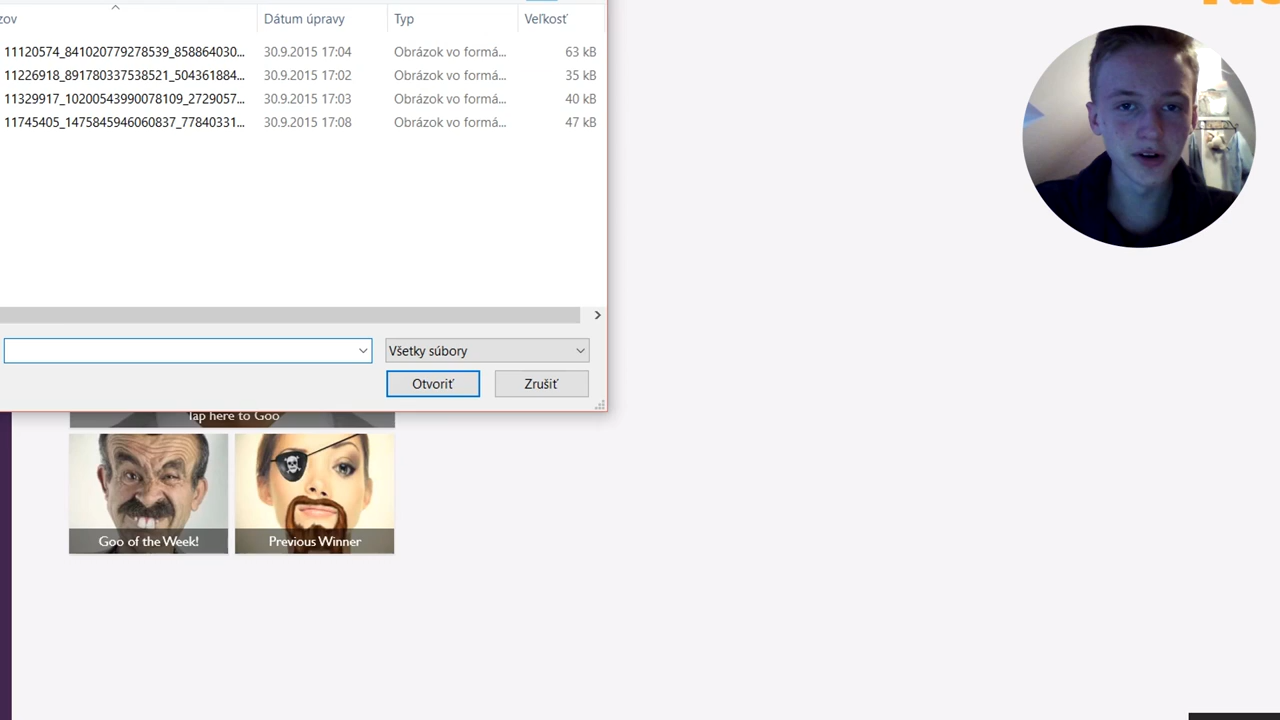 zov Dátum úpravy Typ Veľkosť
11120574_841020779278539_858864030... 30.9.2015 17:04 Obrázok vo formá... 63 kB
11226918_891780337538521_504361884... 30.9.2015 17:02 Obrázok vo formá... 35 kB
11329917_10200543990078109_2729057... 30.9.2015 17:03 Obrázok vo formá... 40 kB
11745405_1475845946060837_77840331... 30.9.2015 17:08 Obrázok vo formá... 47 kB
Všetky súbory
Otvoriť Zrušiť
Tap here to Goo
Goo of the Week! Previous Winner